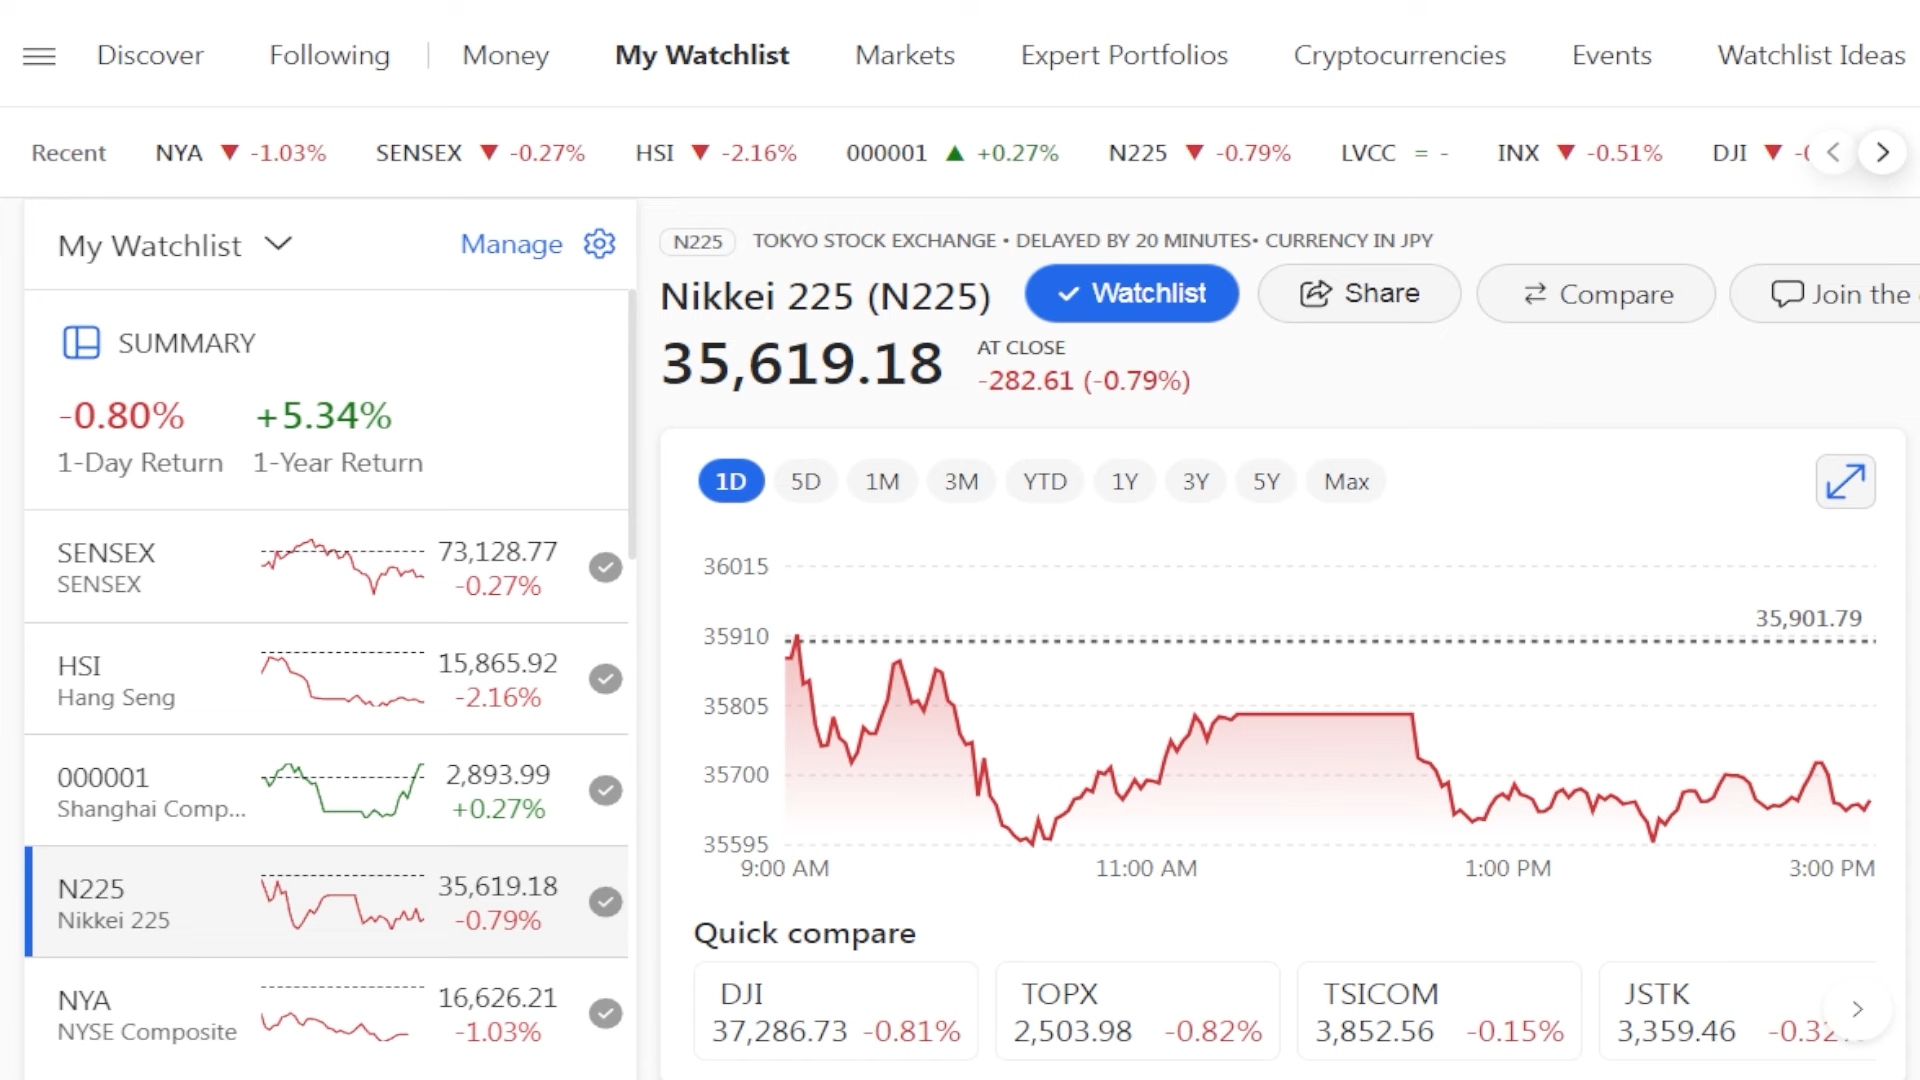 Discover Following Money My Watchlist Markets Expert Portfolios Cryptocurrencies Events Watchlist Ideas
Recent NYA ▼ -1.03% SENSEX ▼ -0.27% HSI ▼ -2.16% 000001 ▲ +0.27% N225 ▼ -0.79% LVCC = - INX ▼ -0.51% DJI ▼
My Watchlist Manage
SUMMARY
-0.80% +5.34%
1-Day Return 1-Year Return
SENSEX 73,128.77
SENSEX -0.27%
HSI 15,865.92
Hang Seng -2.16%
000001 2,893.99
Shanghai Comp... +0.27%
N225 35,619.18
Nikkei 225 -0.79%
NYA 16,626.21
NYSE Composite -1.03%
N225 TOKYO STOCK EXCHANGE • DELAYED BY 20 MINUTES• CURRENCY IN JPY
Nikkei 225 (N225) Watchlist Share Compare Join the
35,619.18 AT CLOSE
-282.61 (-0.79%)
1D 5D 1M 3M YTD 1Y 3Y 5Y Max
36015
35,901.79
35910
35805
35700
35595
9:00 AM 11:00 AM 1:00 PM 3:00 PM
Quick compare
DJI TOPX TSICOM JSTK
37,286.73 -0.81% 2,503.98 -0.82% 3,852.56 -0.15% 3,359.46 -0.32